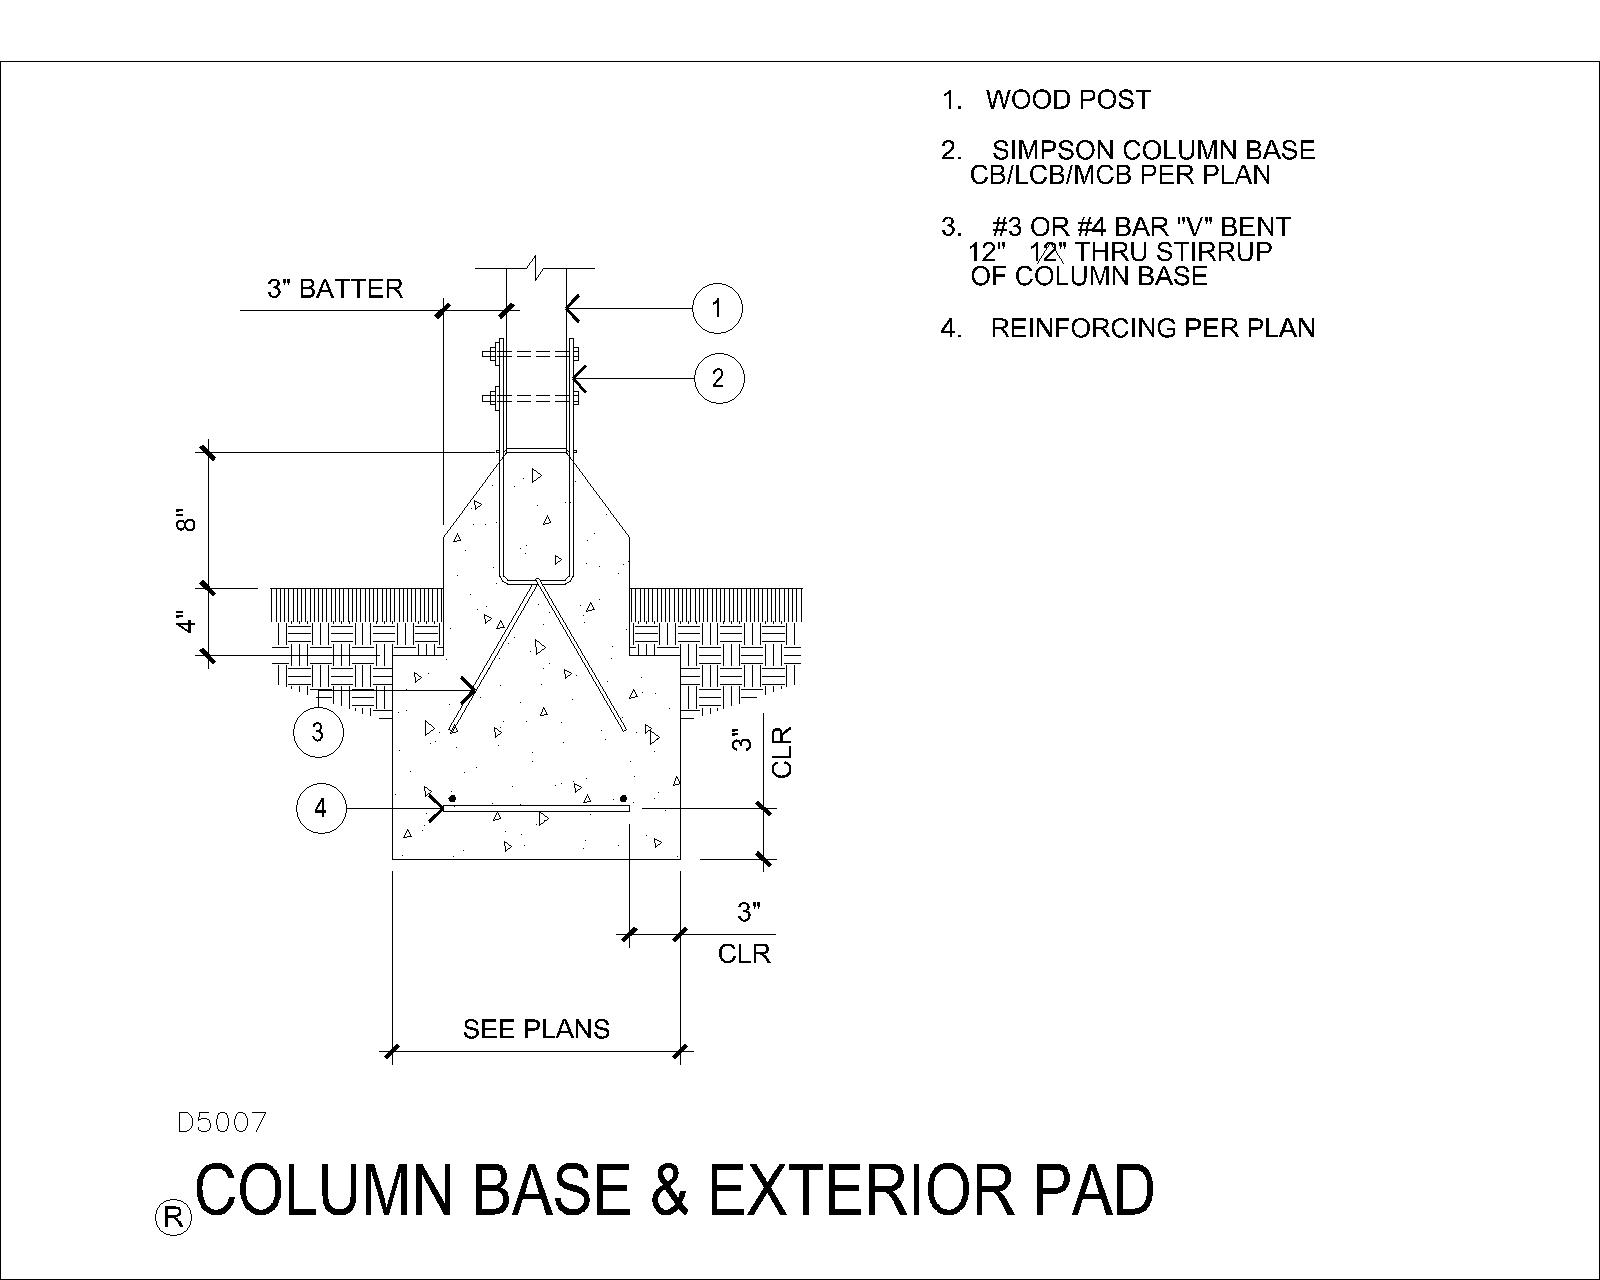 1. WOOD POST
2. SIMPSON COLUMN BASE
CB/LCB/MCB PER PLAN
3. #3 OR #4 BAR "V" BENT
12" 12" THRU STIRRUP
OF COLUMN BASE
4. REINFORCING PER PLAN
3" BATTER
1
2
8"
4"
3
3"
CLR
4
3"
CLR
SEE PLANS
D5007
R COLUMN BASE & EXTERIOR PAD